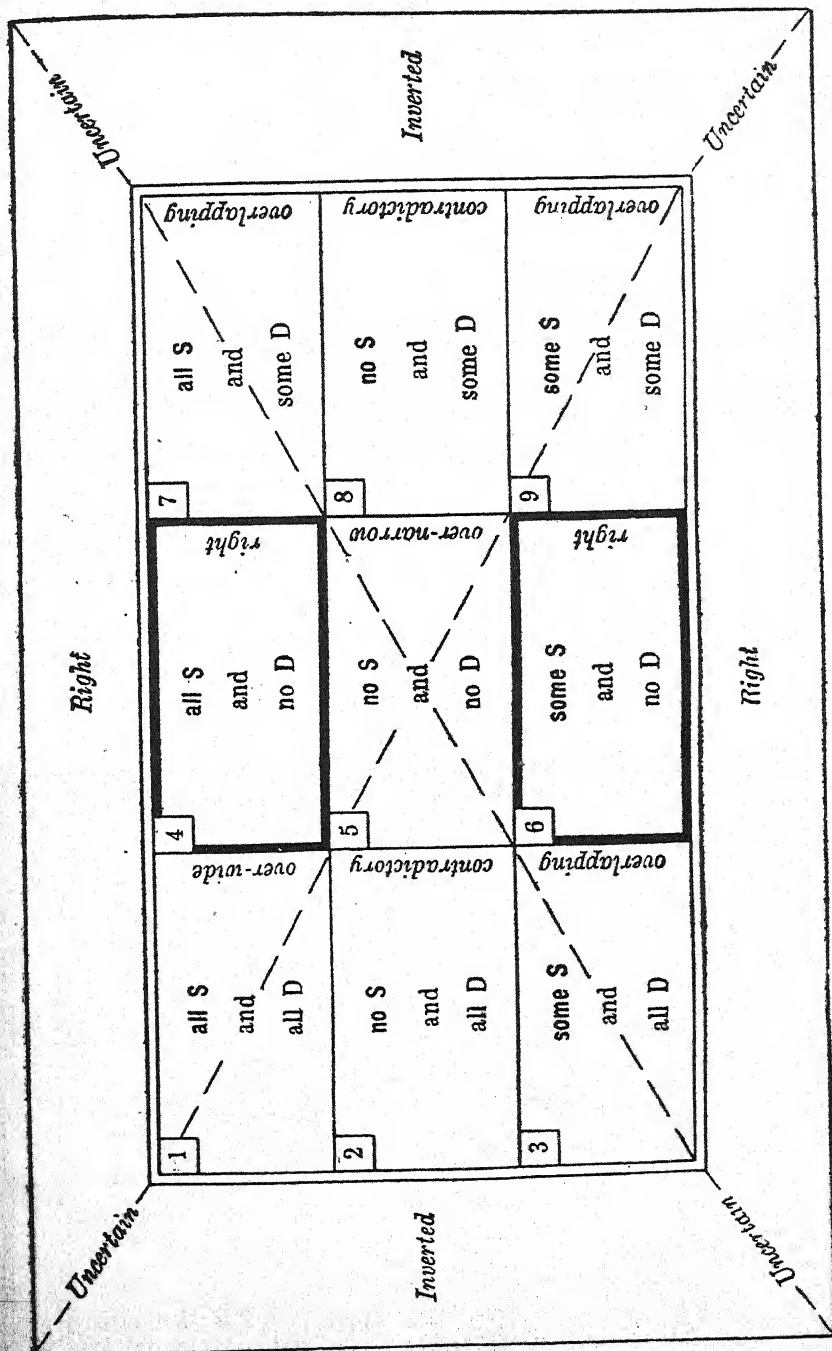 Uncertain
Right
Uncertain
Inverted
1
all S
and
all D
over-wide
4
all S
and
no D
right
7
all S
and
some D
overlapping
2
no S
and
all D
contradictory
5
no S
and
no D
over-narrow
8
no S
and
some D
contradictory
3
some S
and
all D
overlapping
6
some S
and
no D
right
9
some S
and
some D
overlapping
Inverted
Uncertain
Right
Uncertain